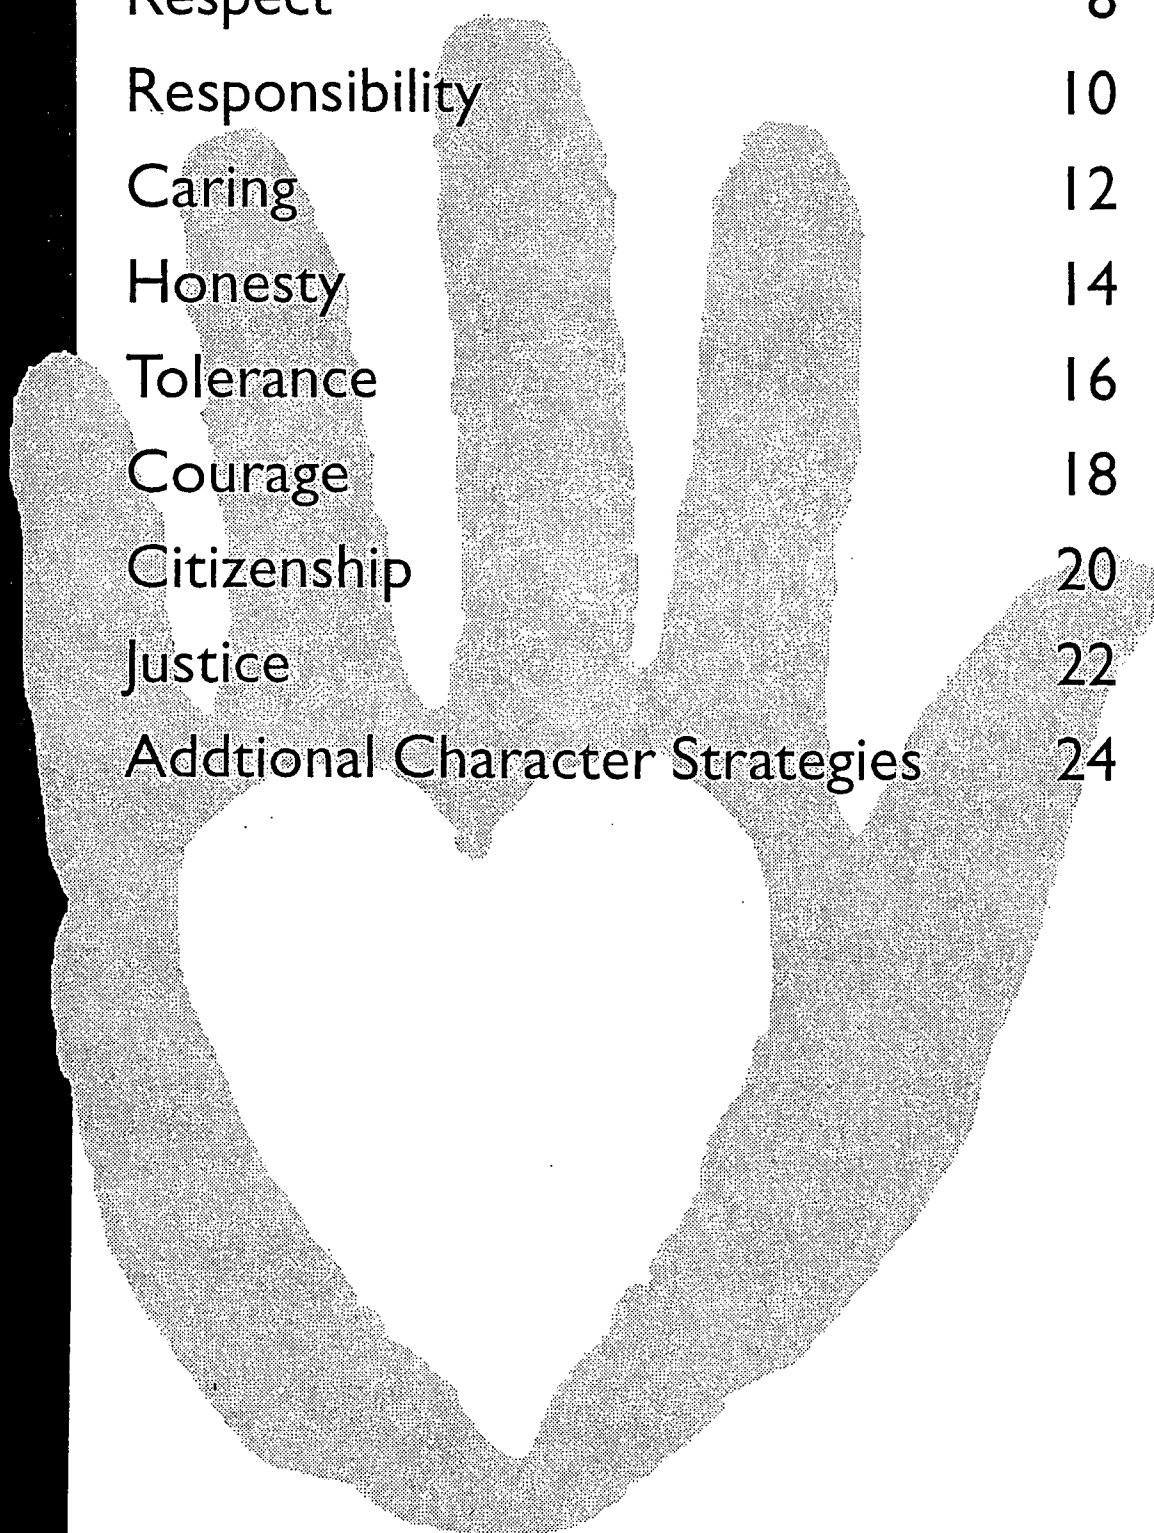 Respect 8
Responsibility 10
Caring 12
Honesty 14
Tolerance 16
Courage 18
Citizenship 20
Justice 22
Addtional Character Strategies 24